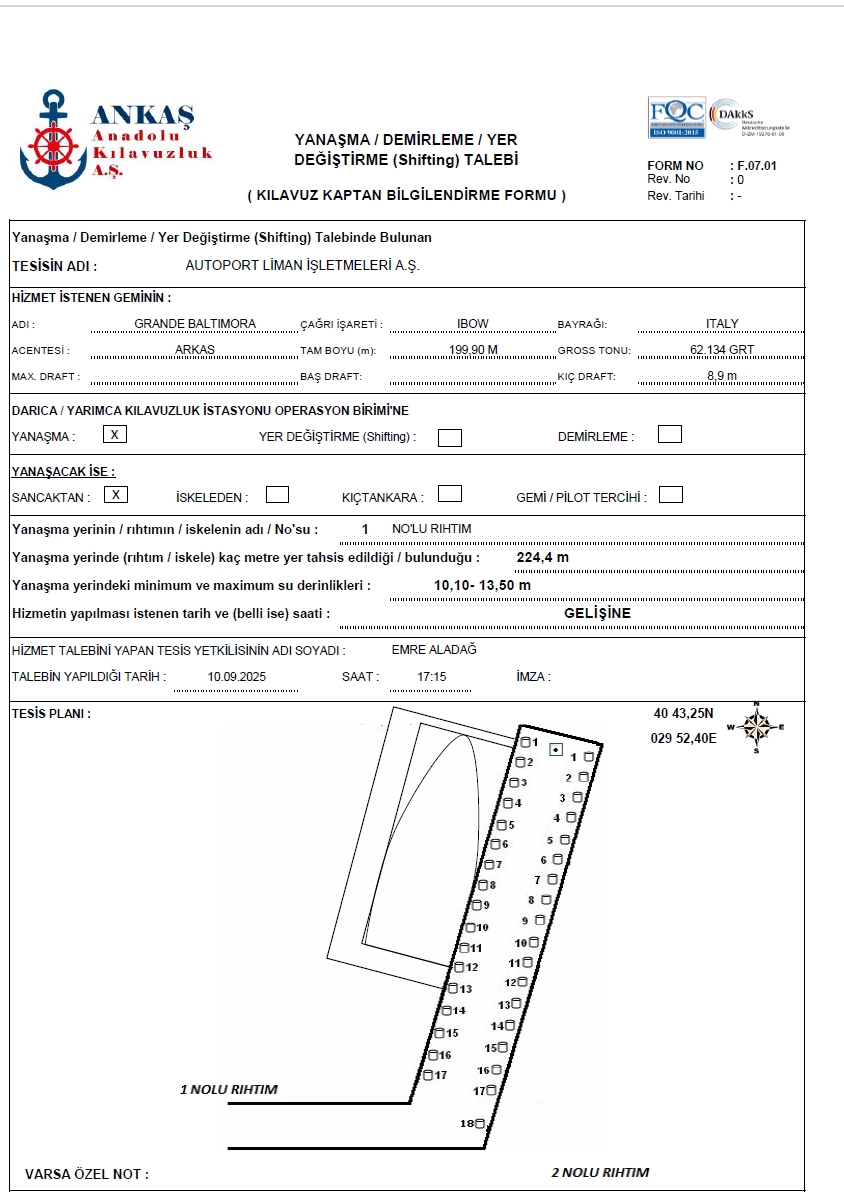 ANKAŞ
Anadolu
Kılavuzluk
A.Ş.
YANAŞMA / DEMİRLEME / YER
DEĞİŞTİRME (Shifting) TALEBİ
( KILAVUZ KAPTAN BİLGİLENDİRME FORMU )
FQC
ISO 9001:2015
DAkkS
Deutsche
Akkreditierungsstelle
D-ZM-19276-01-00
FORM NO : F.07.01
Rev. No : 0
Rev. Tarihi : -
Yanaşma / Demirleme / Yer Değiştirme (Shifting) Talebinde Bulunan
TESİSİN ADI : AUTOPORT LİMAN İŞLETMELERİ A.Ş.
HİZMET İSTENEN GEMİNİN :
ADI : GRANDE BALTIMORA ÇAĞRI İŞARETİ : IBOW BAYRAĞI: ITALY
ACENTESİ : ARKAS TAM BOYU (m): 199,90 M GROSS TONU: 62.134 GRT
MAX. DRAFT : BAŞ DRAFT: KIÇ DRAFT: 8,9 m
DARICA / YARIMCA KILAVUZLUK İSTASYONU OPERASYON BİRİMİ'NE
YANAŞMA : X YER DEĞİŞTİRME (Shifting) : DEMİRLEME :
YANAŞACAK İSE :
SANCAKTAN : X İSKELEDEN : KIÇTANKARA : GEMİ / PİLOT TERCİHİ :
Yanaşma yerinin / rıhtımın / iskelenin adı / No'su : 1 NO'LU RIHTIM
Yanaşma yerinde (rıhtım / iskele) kaç metre yer tahsis edildiği / bulunduğu : 224,4 m
Yanaşma yerindeki minimum ve maximum su derinlikleri : 10,10- 13,50 m
Hizmetin yapılması istenen tarih ve (belli ise) saati : GELİŞİNE
HİZMET TALEBİNİ YAPAN TESİS YETKİLİSİNİN ADI SOYADI : EMRE ALADAĞ
TALEBİN YAPILDIĞI TARİH : 10.09.2025 SAAT : 17:15 İMZA :
TESİS PLANI :
40 43,25N
029 52,40E
N
W E
S
1 1
2 2
3 3
4 4
5 5
6 6
7 7
8 8
9 9
10 10
11 11
12 12
13 13
14 14
15 15
16 16
17 17
18
1 NOLU RIHTIM
VARSA ÖZEL NOT :
2 NOLU RIHTIM